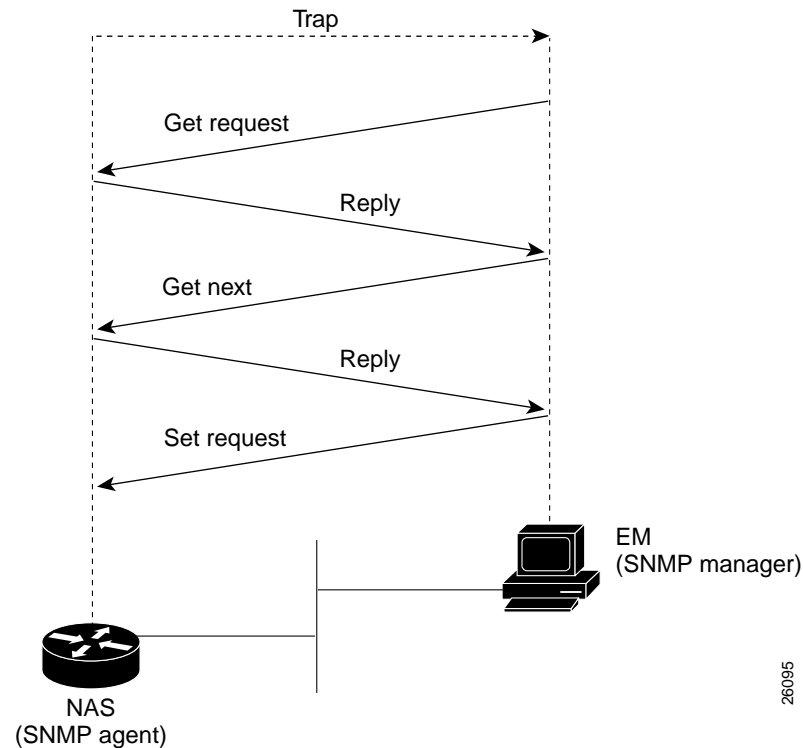 Trap
Get request
Reply
Get next
Reply
Set request
EM
(SNMP manager)
NAS
(SNMP agent)
26095